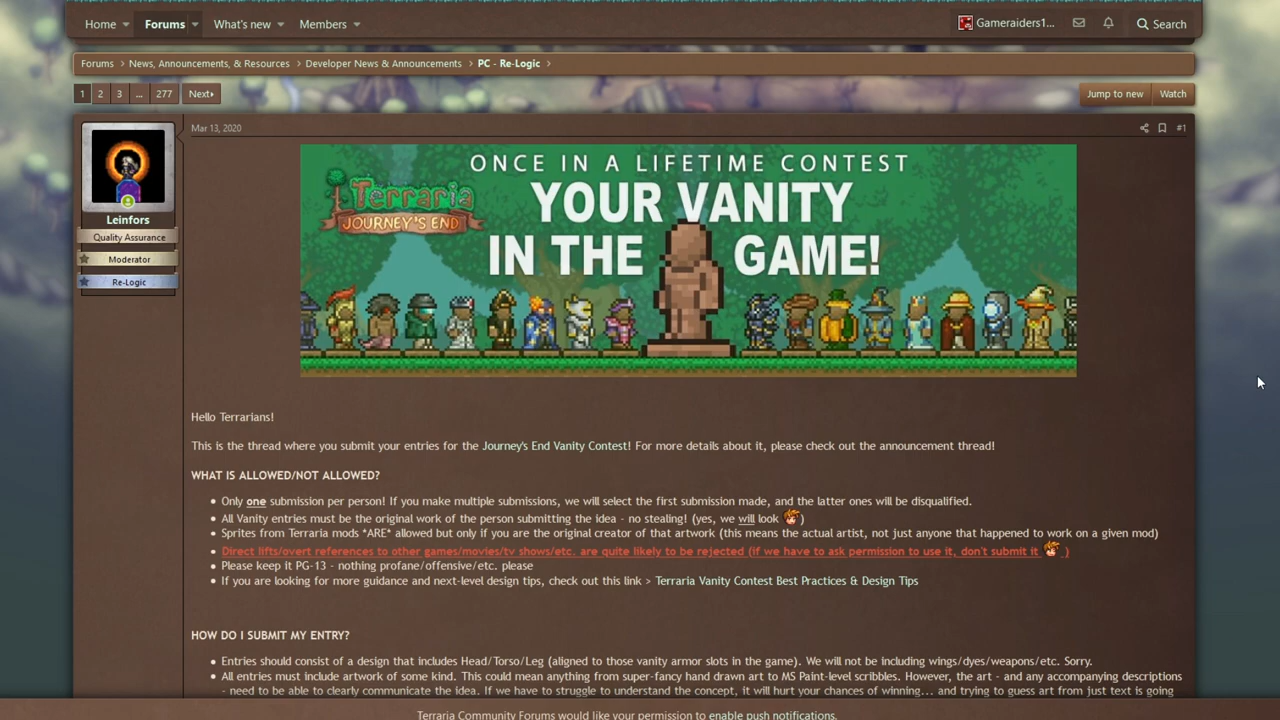 Home Forums What's new Members Gameraiders1... Search
Forums News, Announcements, & Resources Developer News & Announcements PC - Re-Logic
1 2 3 ... 277 Next Jump to new Watch
Mar 13, 2020 #1
ONCE IN A LIFETIME CONTEST
Terraria
JOURNEY'S END
YOUR VANITY
IN THE GAME!
Leinfors
Quality Assurance
Moderator
Re-Logic
Hello Terrarians!
This is the thread where you submit your entries for the Journey's End Vanity Contest! For more details about it, please check out the announcement thread!
WHAT IS ALLOWED/NOT ALLOWED?
Only one submission per person! If you make multiple submissions, we will select the first submission made, and the latter ones will be disqualified.
All Vanity entries must be the original work of the person submitting the idea - no stealing! (yes, we will look )
Sprites from Terraria mods *ARE* allowed but only if you are the original creator of that artwork (this means the actual artist, not just anyone that happened to work on a given mod)
Direct lifts/overt references to other games/movies/tv shows/etc. are quite likely to be rejected (if we have to ask permission to use it, don't submit it )
Please keep it PG-13 - nothing profane/offensive/etc. please
If you are looking for more guidance and next-level design tips, check out this link > Terraria Vanity Contest Best Practices & Design Tips
HOW DO I SUBMIT MY ENTRY?
Entries should consist of a design that includes Head/Torso/Leg (aligned to those vanity armor slots in the game). We will not be including wings/dyes/weapons/etc. Sorry.
All entries must include artwork of some kind. This could mean anything from super-fancy hand drawn art to MS Paint-level scribbles. However, the art - and any accompanying descriptions
- need to be able to clearly communicate the idea. If we have to struggle to understand the concept, it will hurt your chances of winning... and trying to guess art from just text is going
Terraria Community Forums would like your permission to enable push notifications.